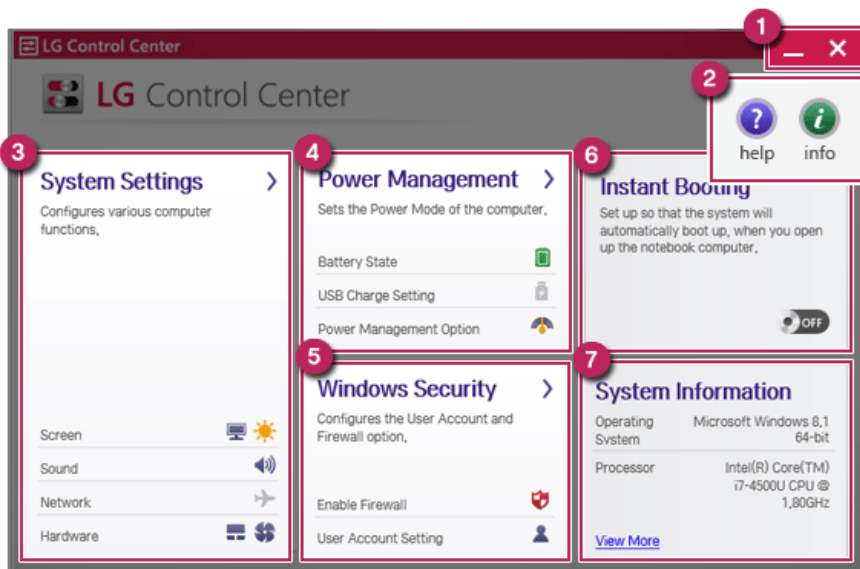 1
LG Control Center
LG Control Center
2
help
info
3
System Settings
Configures various computer
functions.
Screen
Sound
Network
Hardware
4
Power Management
Sets the Power Mode of the computer.
Battery State
USB Charge Setting
Power Management Option
5
Windows Security
Configures the User Account and
Firewall option.
Enable Firewall
User Account Setting
6
Instant Booting
Set up so that the system will
automatically boot up, when you open
up the notebook computer.
OFF
7
System Information
Operating
System
Microsoft Windows 8.1
64-bit
Processor
Intel(R) Core(TM)
i7-4500U CPU @
1.80GHz
View More